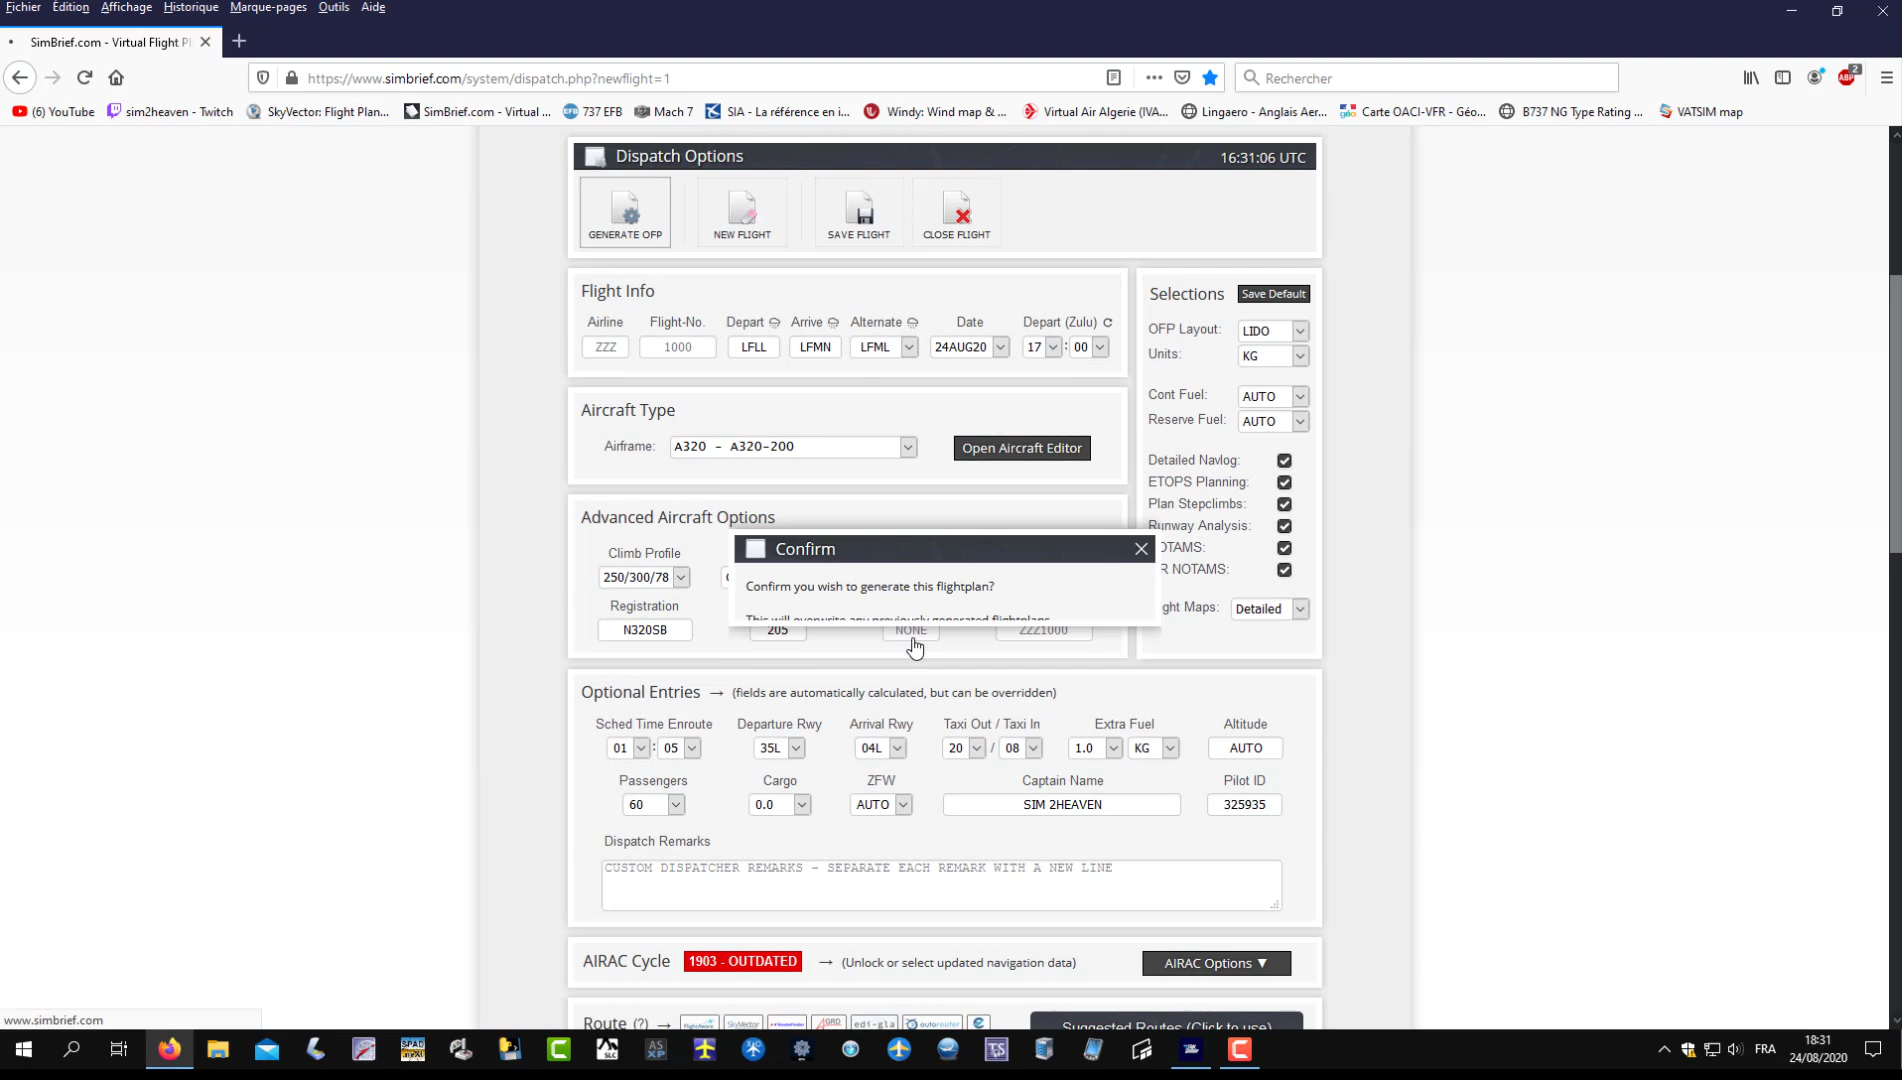 Fichier Édition Affichage Historique Marque-pages Outils Aide
SimBrief.com - Virtual Flight P
https://www.simbrief.com/system/dispatch.php?newflight=1
Rechercher
ABP 2
(6) YouTube sim2heaven - Twitch SkyVector: Flight Plan... SimBrief.com - Virtual ... 737 EFB Mach 7 SIA - La référence en i... Windy: Wind map & ... Virtual Air Algerie (IVA... Lingaero - Anglais Aer... Carte OACI-VFR - Géo... B737 NG Type Rating ... VATSIM map
Dispatch Options 16:31:06 UTC
GENERATE OFP NEW FLIGHT SAVE FLIGHT CLOSE FLIGHT
Flight Info
Airline Flight-No. Depart Arrive Alternate Date Depart (Zulu)
ZZZ 1000 LFLL LFMN LFML 24AUG20 17 : 00
Selections Save Default
OFP Layout: LIDO
Units: KG
Cont Fuel: AUTO
Reserve Fuel: AUTO
Detailed Navlog:
ETOPS Planning:
Plan Stepclimbs:
Runway Analysis:
OTAMS:
R NOTAMS:
ght Maps: Detailed
Aircraft Type
Airframe: A320 - A320-200 Open Aircraft Editor
Advanced Aircraft Options
Climb Profile
250/300/78
Registration
N320SB 205 NONE ZZZ1000
Confirm
Confirm you wish to generate this flightplan?
This will overwrite any previously generated flightplans
Optional Entries → (fields are automatically calculated, but can be overridden)
Sched Time Enroute Departure Rwy Arrival Rwy Taxi Out / Taxi In Extra Fuel Altitude
01 : 05 35L 04L 20 / 08 1.0 KG AUTO
Passengers Cargo ZFW Captain Name Pilot ID
60 0.0 AUTO SIM 2HEAVEN 325935
Dispatch Remarks
CUSTOM DISPATCHER REMARKS - SEPARATE EACH REMARK WITH A NEW LINE
AIRAC Cycle 1903 - OUTDATED → (Unlock or select updated navigation data) AIRAC Options ▼
Route (?) → FlightAware SkyVector RouteFinder GRD edi-gla autorouter
Suggested Routes (Click to use)
www.simbrief.com
SPAD SLC AS XP TS
FRA
18:31
24/08/2020